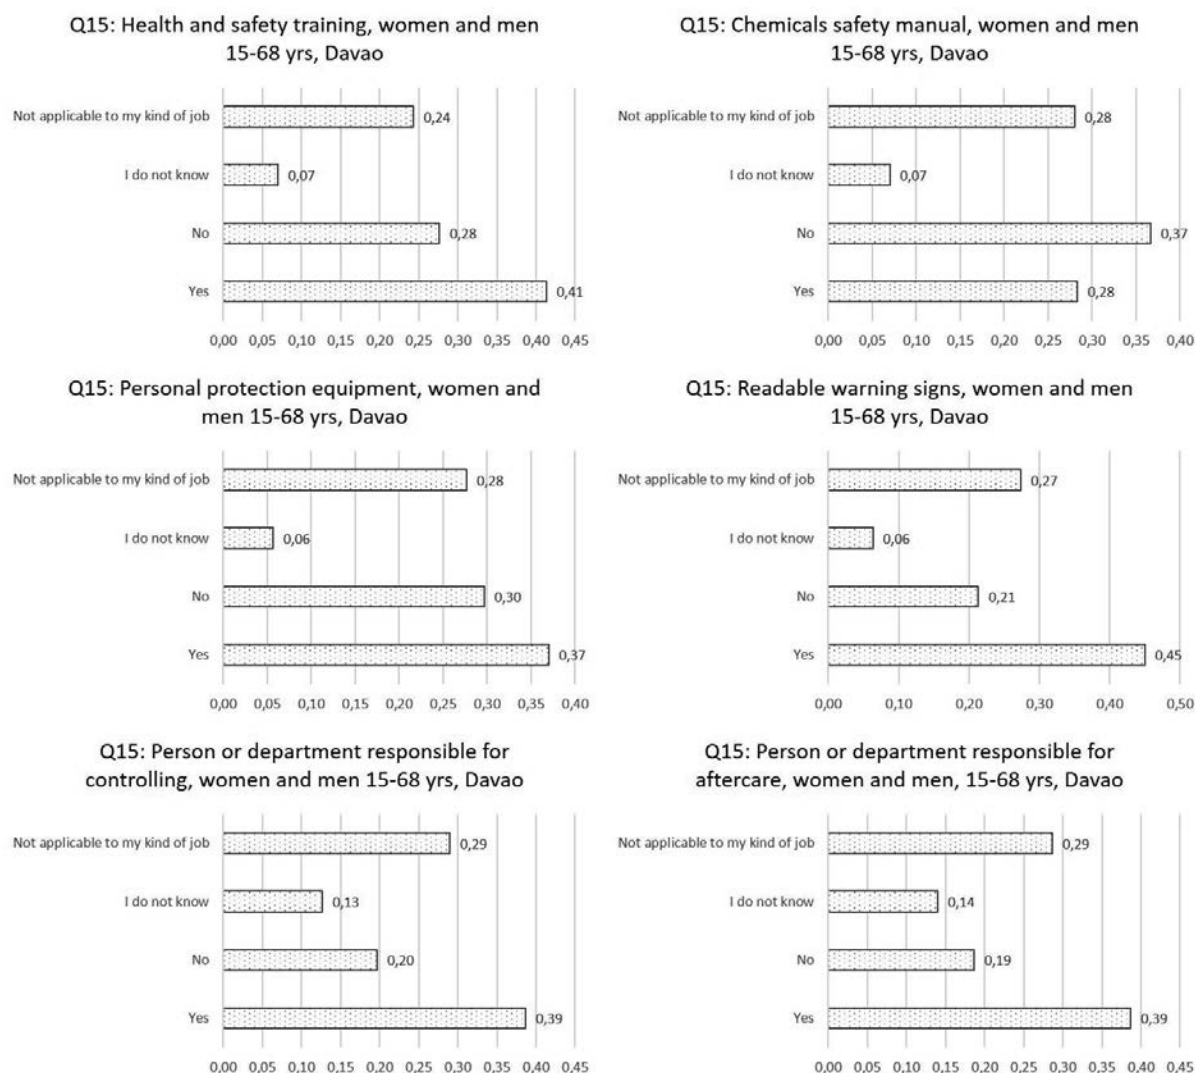 Q15: Health and safety training, women and men
15-68 yrs, Davao
Not applicable to my kind of job
0,24
I do not know
0,07
No
0,28
Yes
0,41
0,00 0,05 0,10 0,15 0,20 0,25 0,30 0,35 0,40 0,45
Q15: Chemicals safety manual, women and men
15-68 yrs, Davao
Not applicable to my kind of job
0,28
I do not know
0,07
No
0,37
Yes
0,28
0,00 0,05 0,10 0,15 0,20 0,25 0,30 0,35 0,40
Q15: Personal protection equipment, women and
men 15-68 yrs, Davao
Not applicable to my kind of job
0,28
I do not know
0,06
No
0,30
Yes
0,37
0,00 0,05 0,10 0,15 0,20 0,25 0,30 0,35 0,40
Q15: Readable warning signs, women and men
15-68 yrs, Davao
Not applicable to my kind of job
0,27
I do not know
0,06
No
0,21
Yes
0,45
0,00 0,10 0,20 0,30 0,40 0,50
Q15: Person or department responsible for
controlling, women and men 15-68 yrs, Davao
Not applicable to my kind of job
0,29
I do not know
0,13
No
0,20
Yes
0,39
0,00 0,05 0,10 0,15 0,20 0,25 0,30 0,35 0,40 0,45
Q15: Person or department responsible for
aftercare, women and men, 15-68 yrs, Davao
Not applicable to my kind of job
0,29
I do not know
0,14
No
0,19
Yes
0,39
0,00 0,05 0,10 0,15 0,20 0,25 0,30 0,35 0,40 0,45